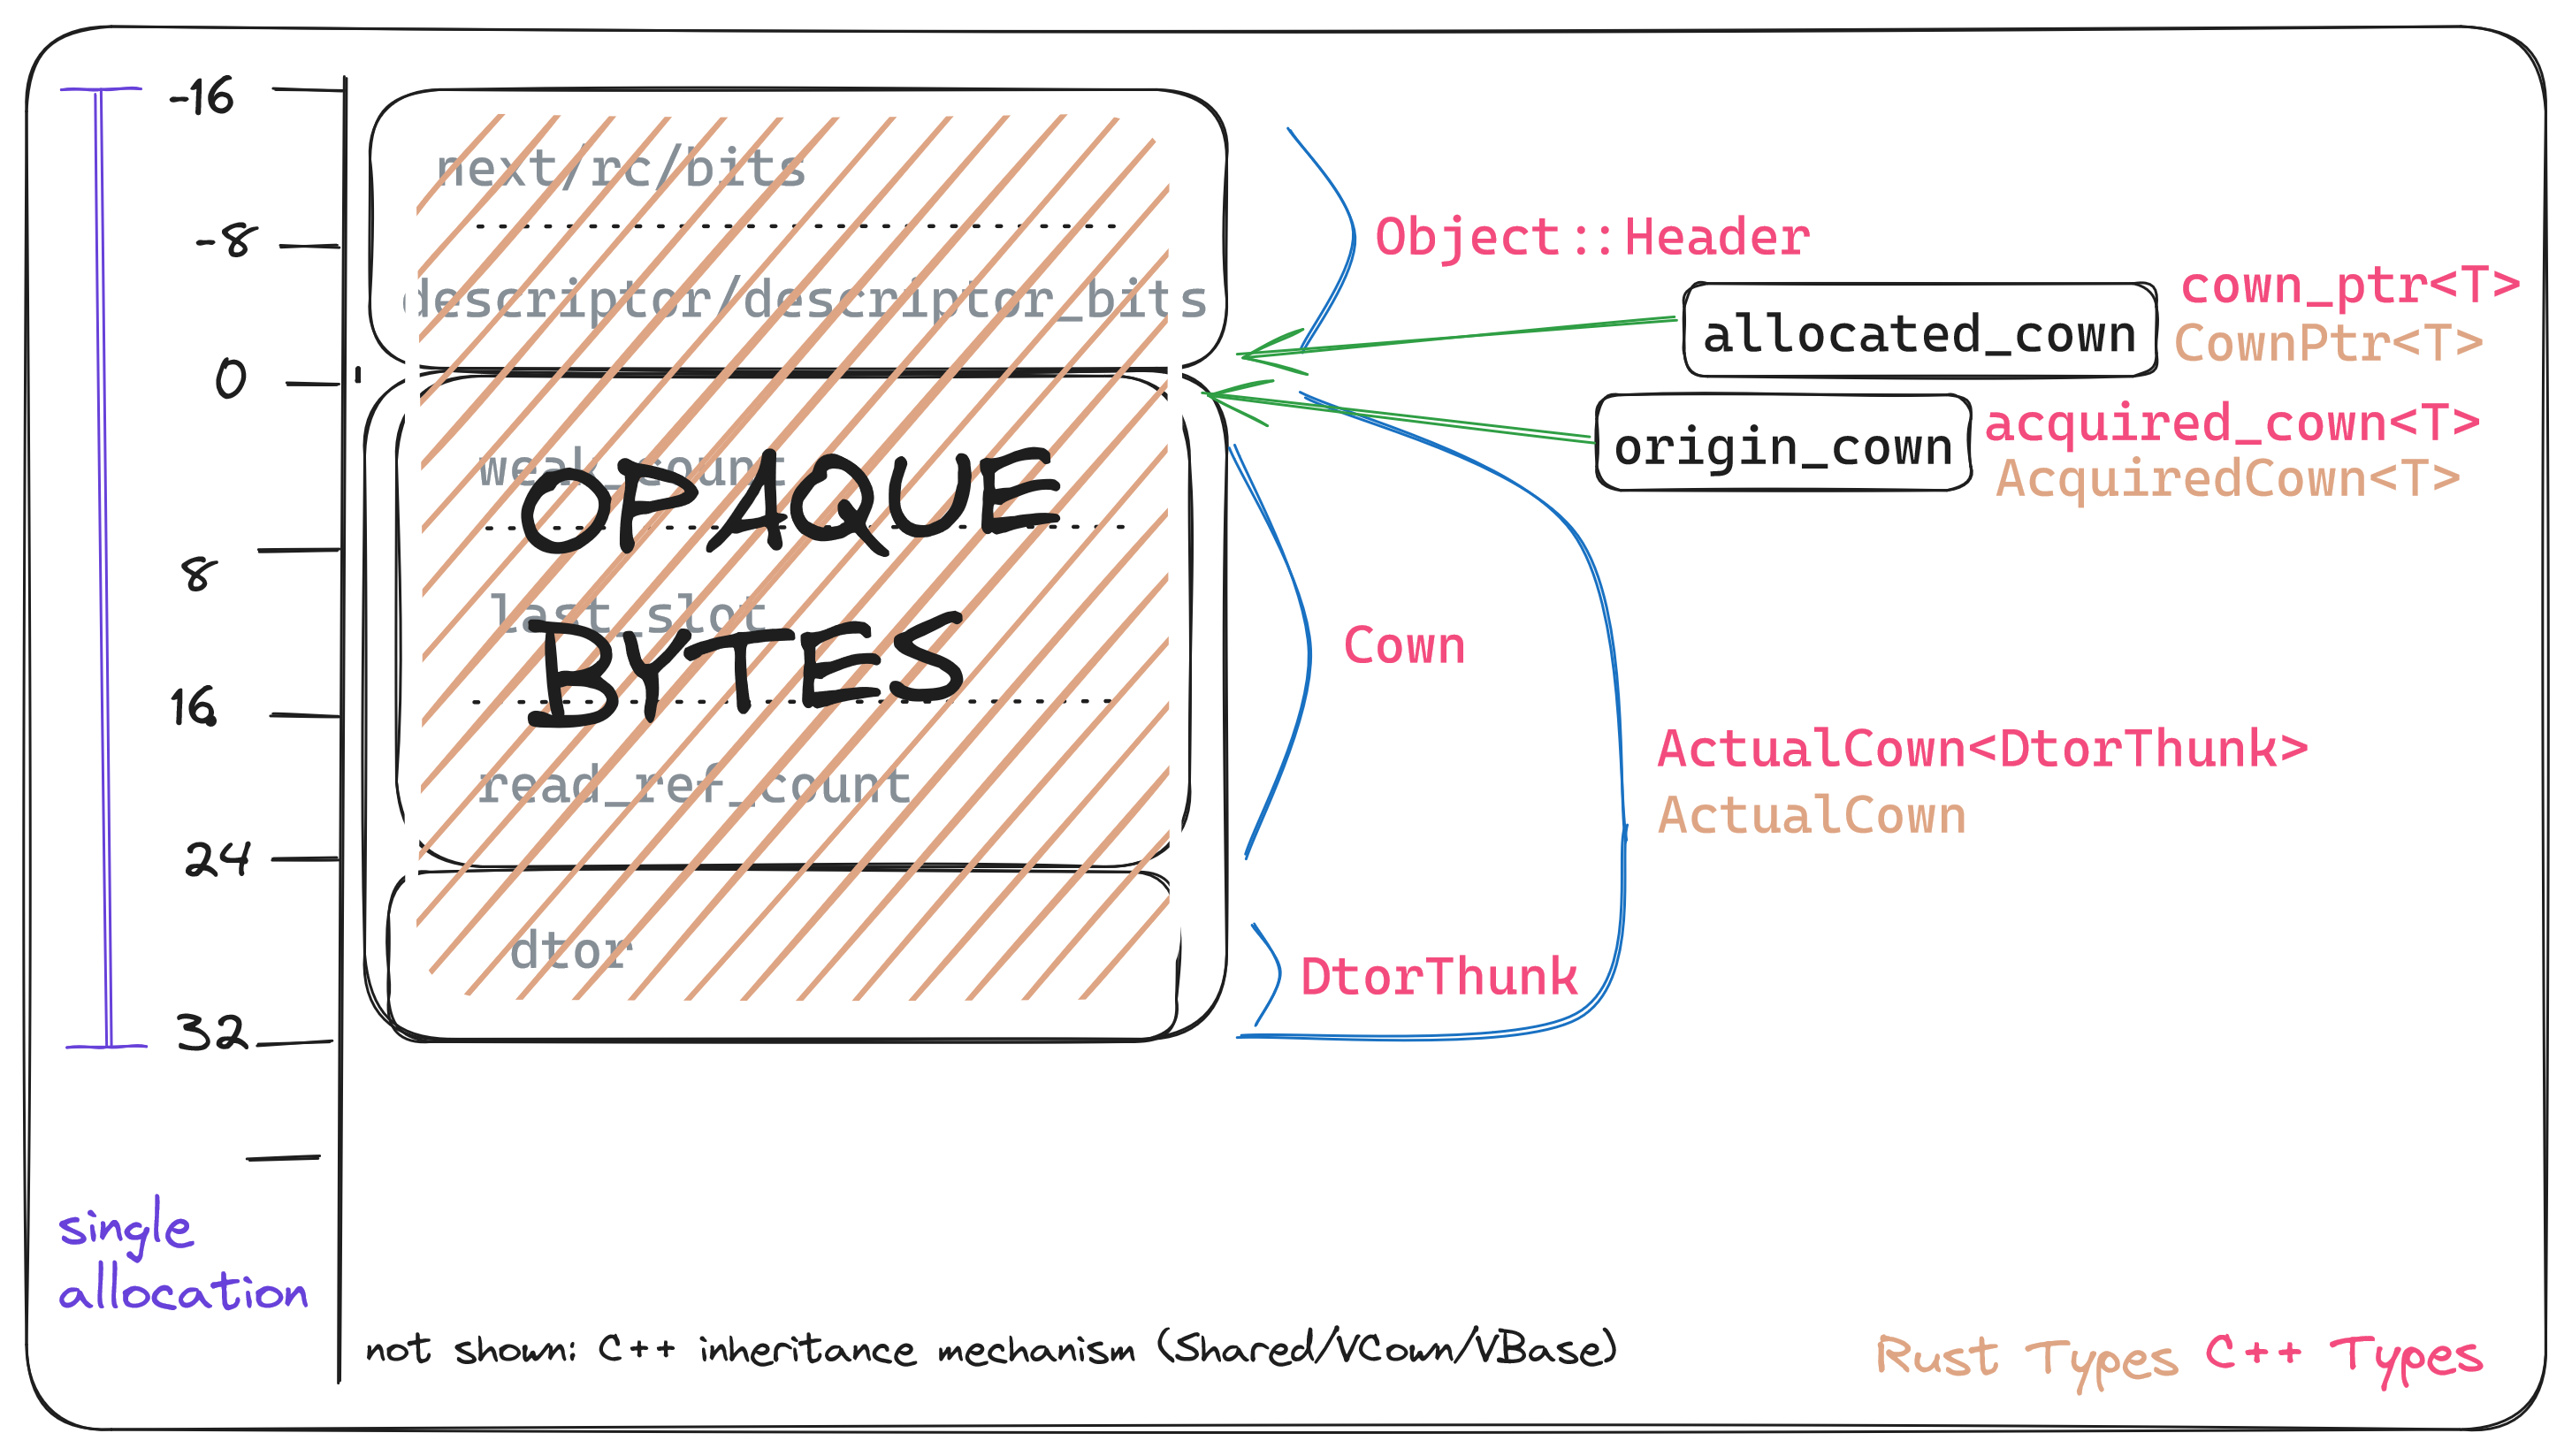 -16
next/rc/bits
-8
Object::Header
descriptor/descriptor_bits
cown_ptr<T>
allocated_cown
CownPtr<T>
0
origin_cown
acquired_cown<T>
AcquiredCown<T>
weak_count
OPAQUE
8
last_slot
BYTES
Cown
16
ActualCown<DtorThunk>
read_ref_count
ActualCown
24
dtor
DtorThunk
32
single
allocation
not shown: C++ inheritance mechanism (Shared/VCown/VBase)
Rust Types C++ Types